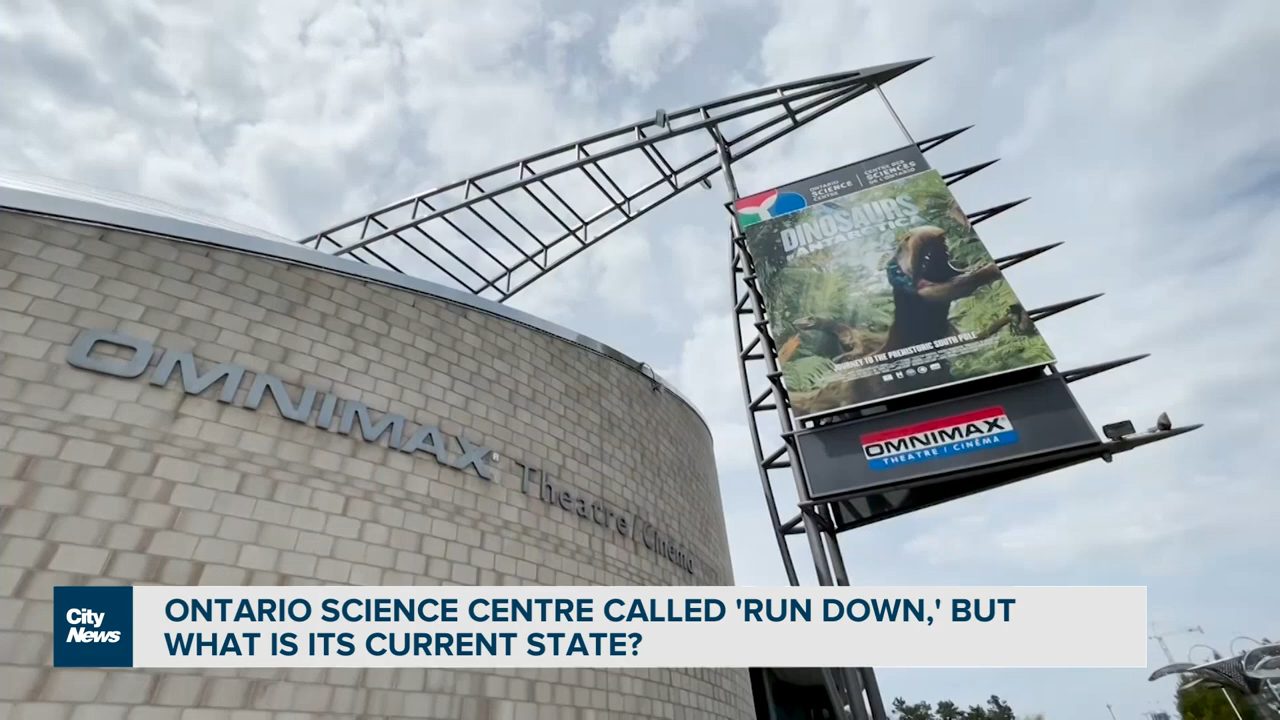 ONTARIO
SCIENCE
CENTRE
CENTRE DES
SCIENCES
DE L'ONTARIO
DINOSAURS
JOURNEY TO THE PREHISTORIC SOUTH POLE
OMNIMAX
THEATRE / CINÉMA
OMNIMAX® Theatre/Cinéma
City
News
ONTARIO SCIENCE CENTRE CALLED 'RUN DOWN,' BUT
WHAT IS ITS CURRENT STATE?